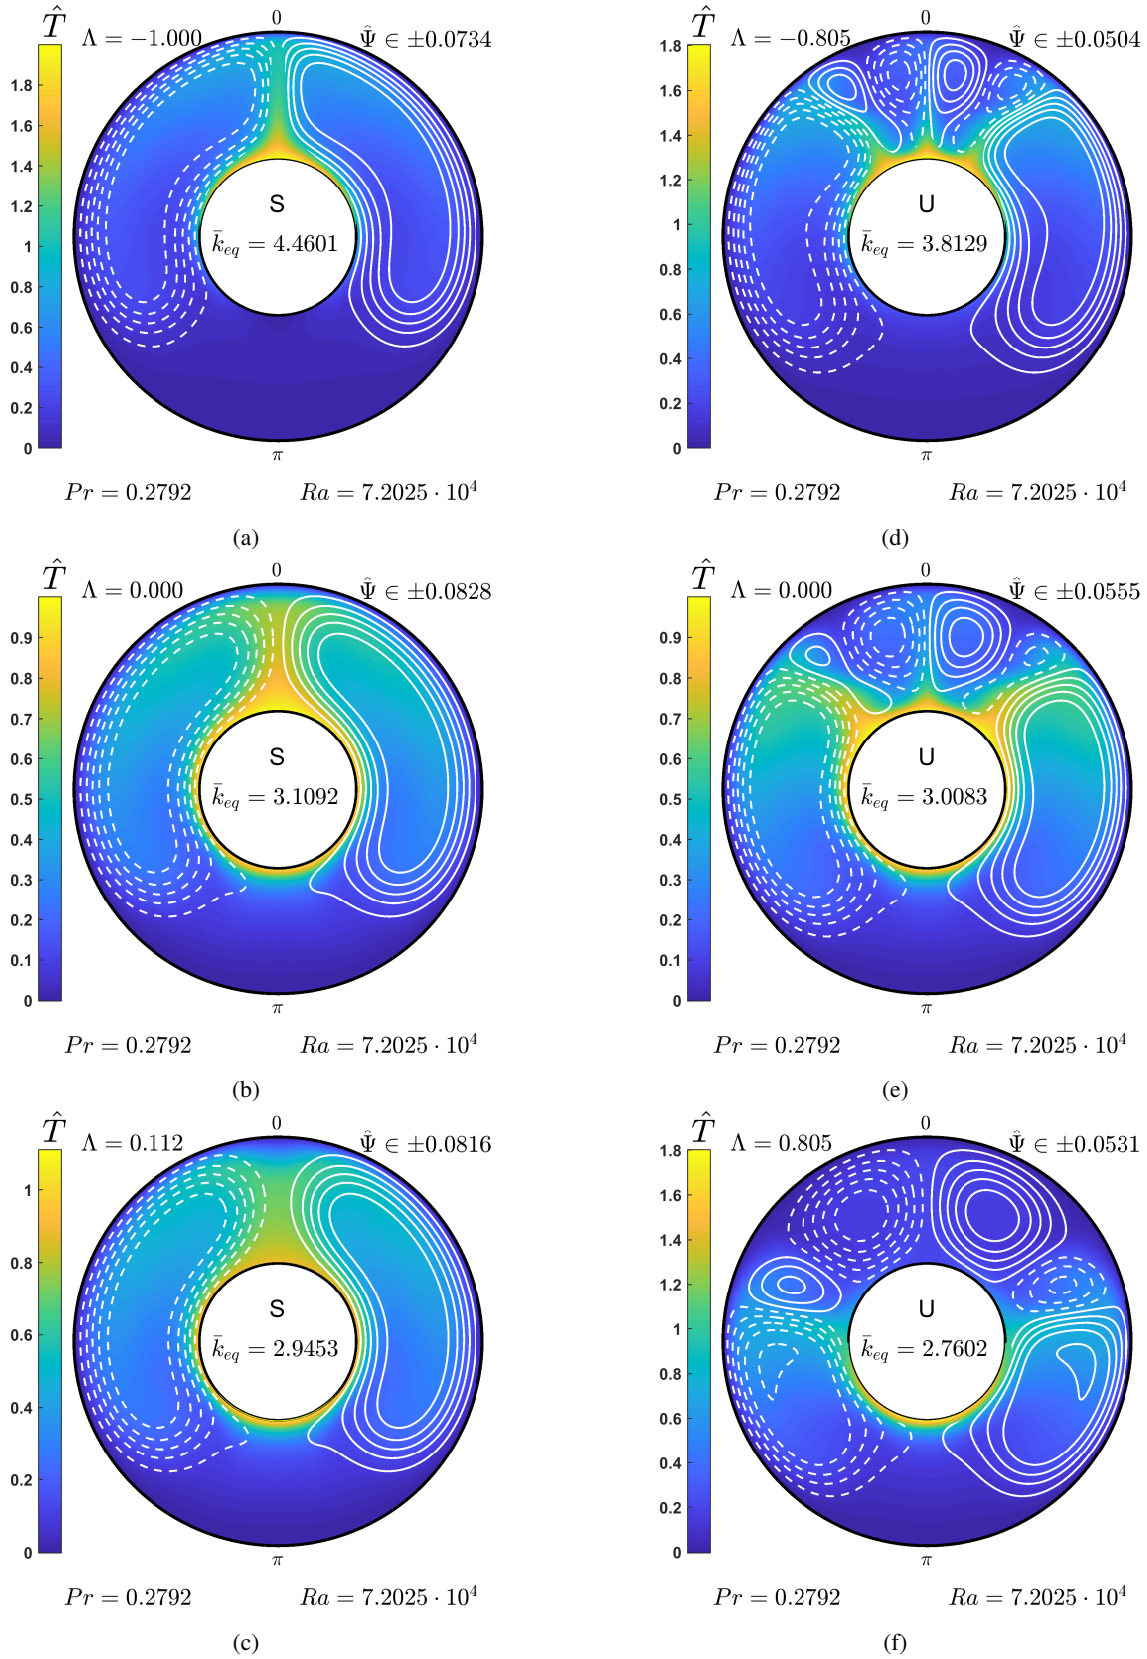 T̂ Λ = −1.000 0 Ψ̂ ∈ ±0.0734
1.8
1.6
1.4
1.2
1
0.8
0.6
0.4
0.2
0
S
k̄_eq = 4.4601
π
Pr = 0.2792 Ra = 7.2025 · 10⁴
(a)
T̂ Λ = −0.805 0 Ψ̂ ∈ ±0.0504
1.8
1.6
1.4
1.2
1
0.8
0.6
0.4
0.2
0
U
k̄_eq = 3.8129
π
Pr = 0.2792 Ra = 7.2025 · 10⁴
(d)
T̂ Λ = 0.000 0 Ψ̂ ∈ ±0.0828
0.9
0.8
0.7
0.6
0.5
0.4
0.3
0.2
0.1
0
S
k̄_eq = 3.1092
π
Pr = 0.2792 Ra = 7.2025 · 10⁴
(b)
T̂ Λ = 0.000 0 Ψ̂ ∈ ±0.0555
0.9
0.8
0.7
0.6
0.5
0.4
0.3
0.2
0.1
0
U
k̄_eq = 3.0083
π
Pr = 0.2792 Ra = 7.2025 · 10⁴
(e)
T̂ Λ = 0.112 0 Ψ̂ ∈ ±0.0816
1
0.8
0.6
0.4
0.2
0
S
k̄_eq = 2.9453
π
Pr = 0.2792 Ra = 7.2025 · 10⁴
(c)
T̂ Λ = 0.805 0 Ψ̂ ∈ ±0.0531
1.8
1.6
1.4
1.2
1
0.8
0.6
0.4
0.2
0
U
k̄_eq = 2.7602
π
Pr = 0.2792 Ra = 7.2025 · 10⁴
(f)